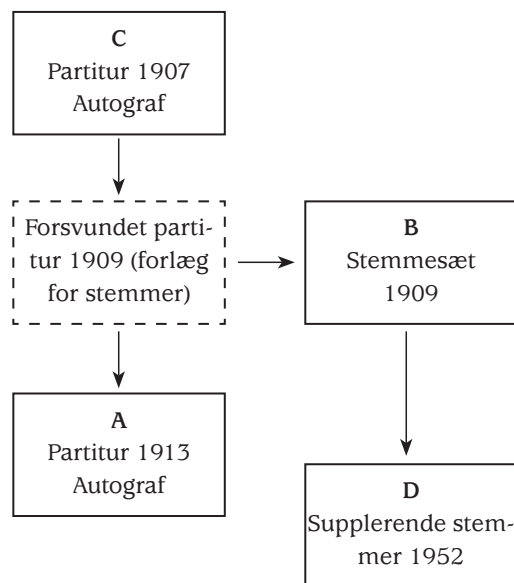 C
Partitur 1907
Autograf
Forsvundet parti-
tur 1909 (forlæg
for stemmer)
B
Stemmesæt
1909
A
Partitur 1913
Autograf
D
Supplerende stem-
mer 1952